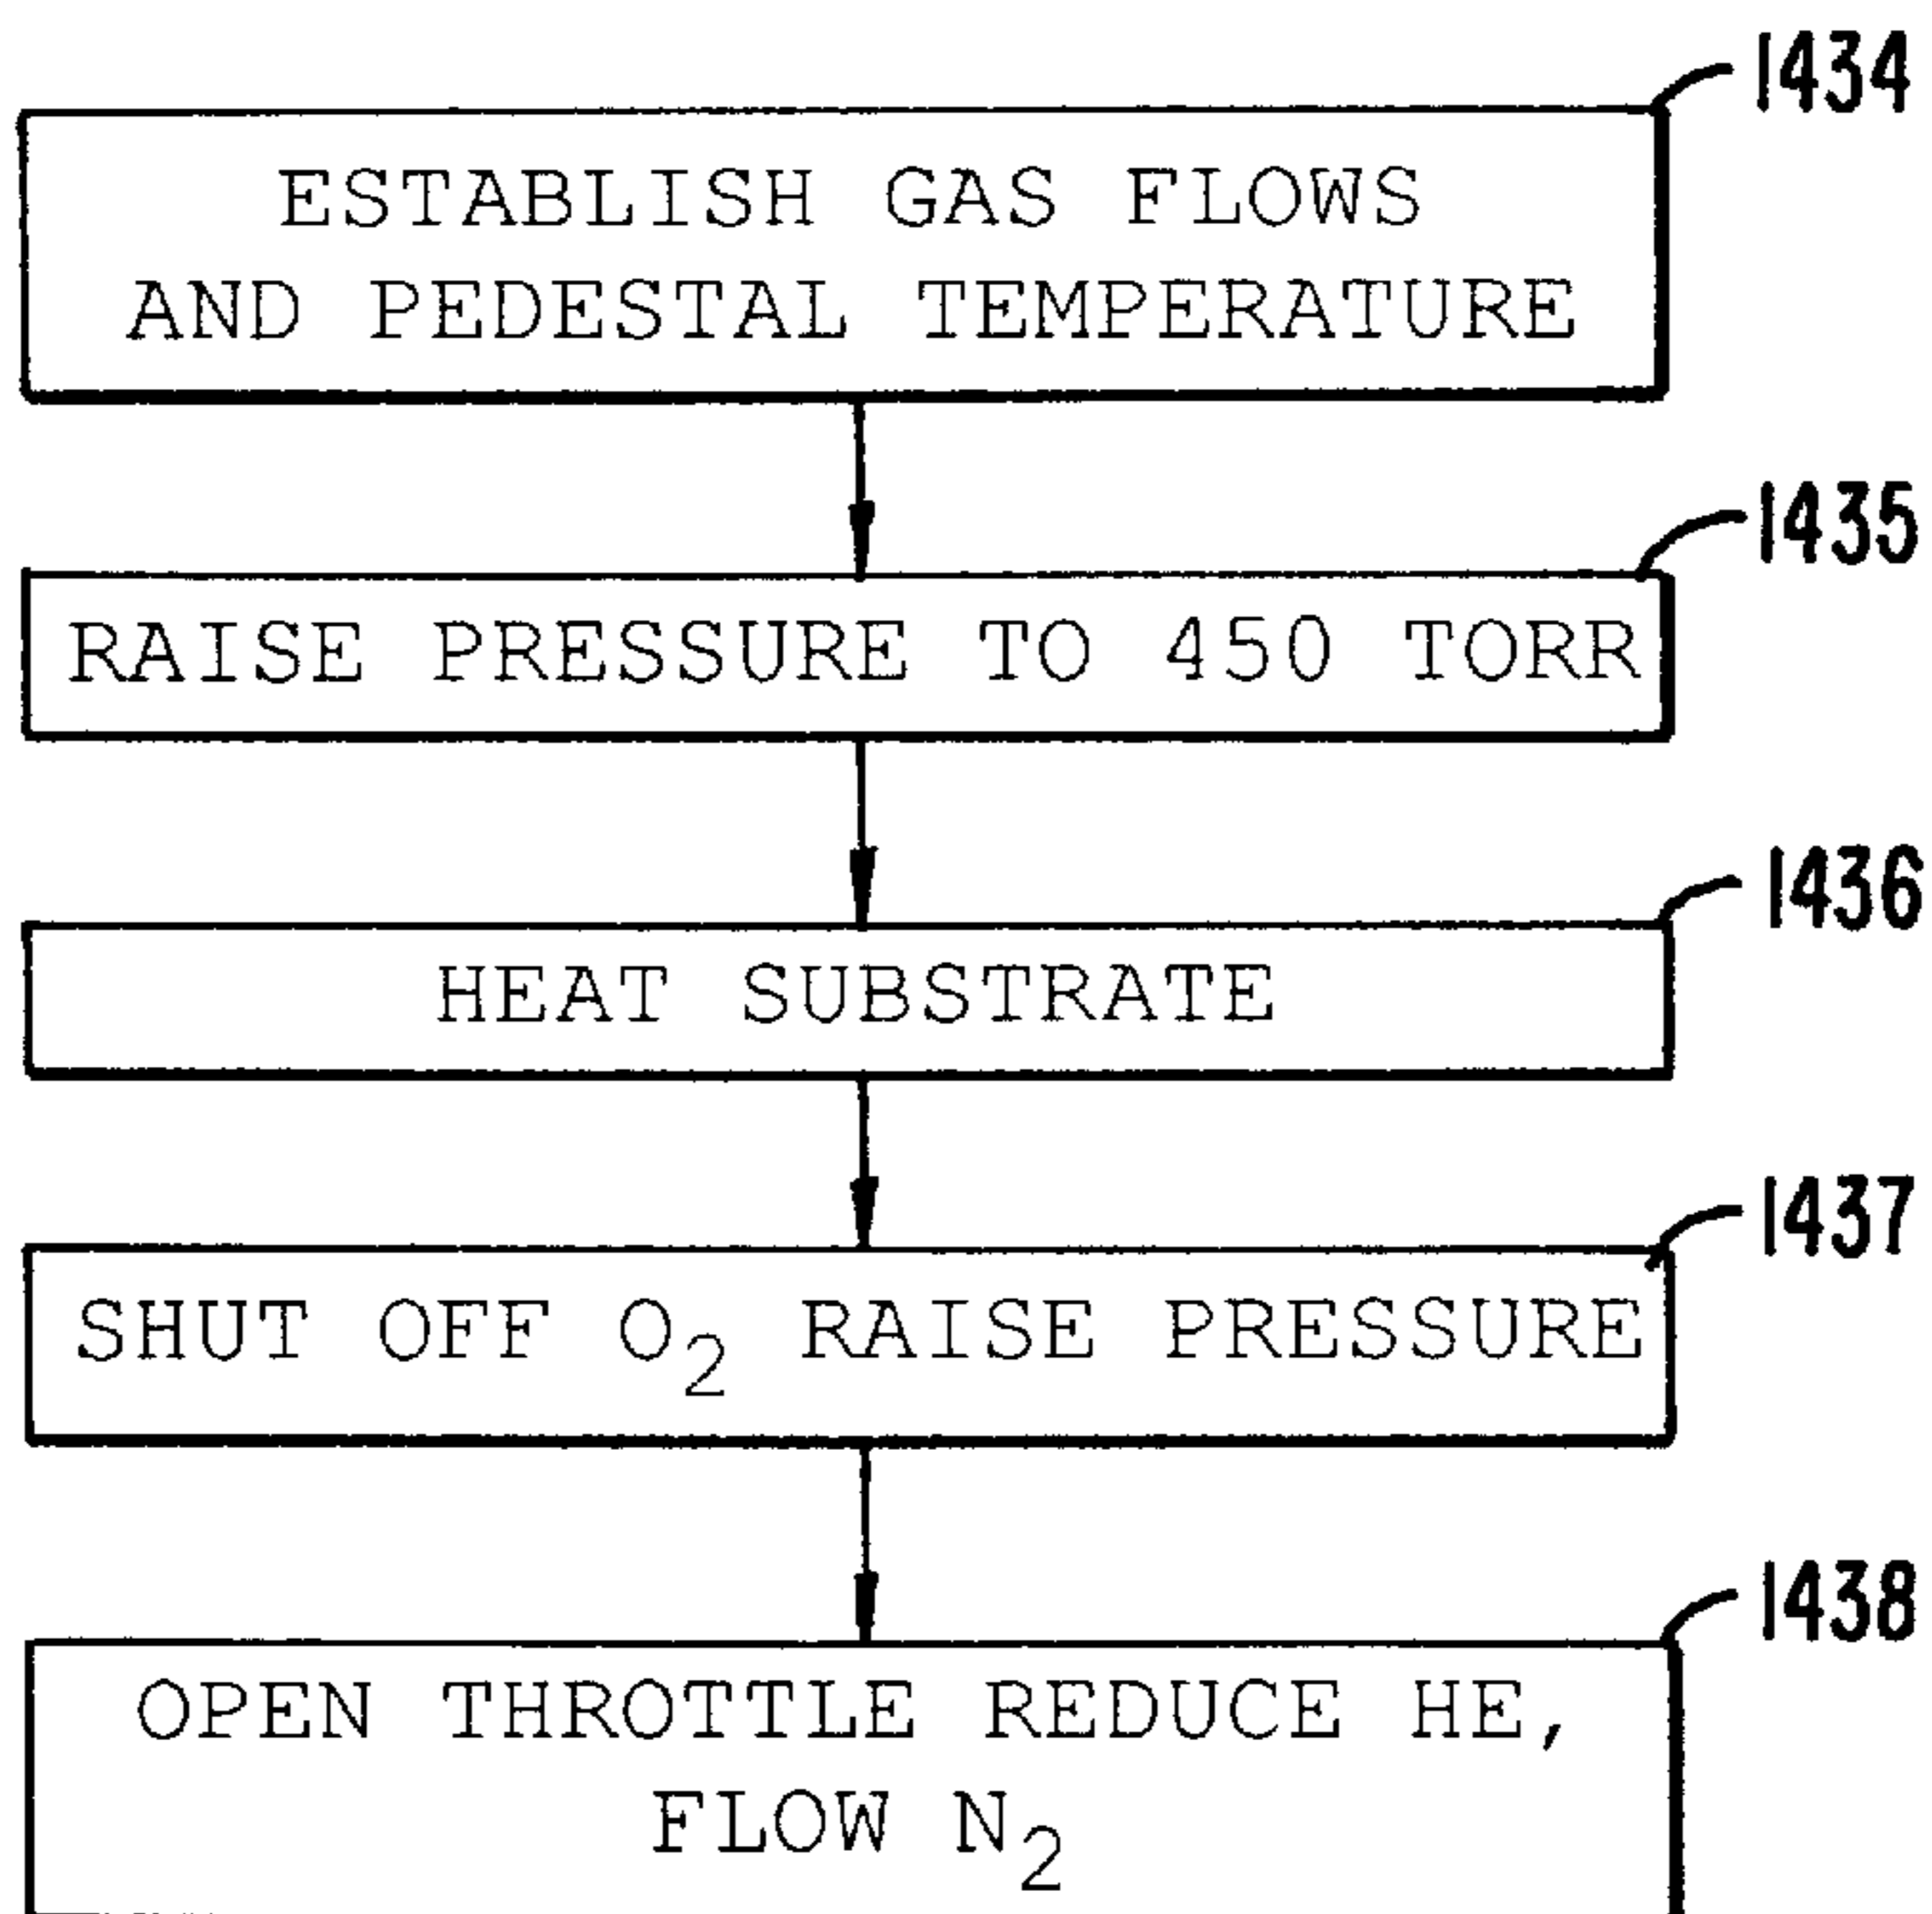 1434
ESTABLISH GAS FLOWS
AND PEDESTAL TEMPERATURE
1435
RAISE PRESSURE TO 450 TORR
1436
HEAT SUBSTRATE
1437
SHUT OFF O₂ RAISE PRESSURE
1438
OPEN THROTTLE REDUCE HE,
FLOW N₂